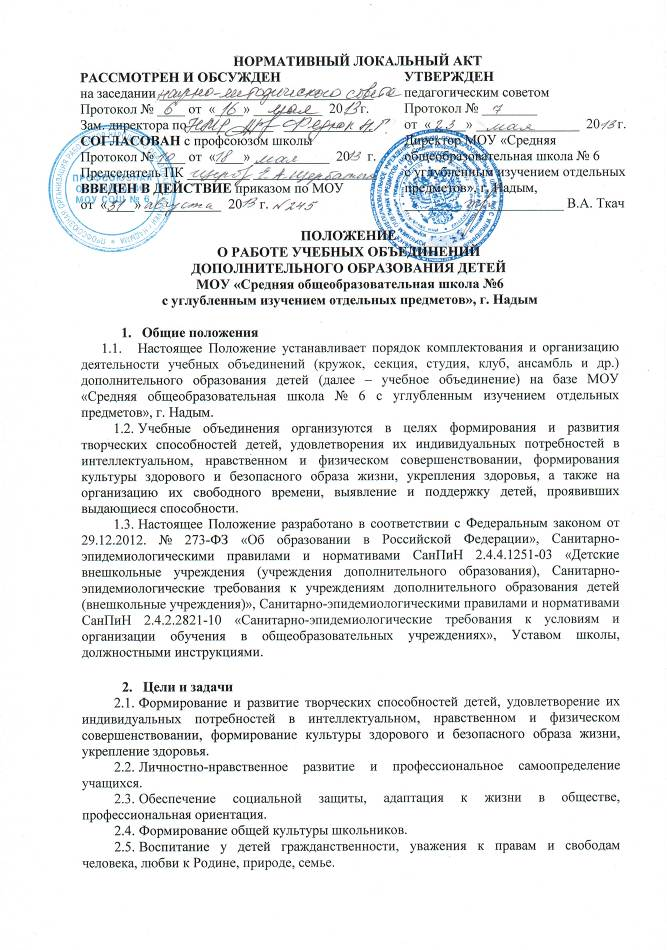 НОРМАТИВНЫЙ ЛОКАЛЬНЫЙ АКТ
РАССМОТРЕН И ОБСУЖДЕН
на заседании научно-методического совета
Протокол № 6 от « 16 » мая 2013г.
Зам. директора по НМР Федюк Н.Г.
СОГЛАСОВАН с профсоюзом школы
Протокол № 10 от « 18 » мая 2013 г.
Председатель ПК
ВВЕДЕН В ДЕЙСТВИЕ приказом по МОУ
от «31 » августа 2013 г. №245
УТВЕРЖДЕН
педагогическим советом
Протокол № 7
от « 23 » мая 2013г.
Директор МОУ «Средняя
общеобразовательная школа № 6
с углубленным изучением отдельных
предметов», г. Надым,
В.А. Ткач
МОУ СОШ № 6
ПОЛОЖЕНИЕ
О РАБОТЕ УЧЕБНЫХ ОБЪЕДИНЕНИЙ
ДОПОЛНИТЕЛЬНОГО ОБРАЗОВАНИЯ ДЕТЕЙ
МОУ «Средняя общеобразовательная школа №6
с углубленным изучением отдельных предметов», г. Надым
1. Общие положения
1.1. Настоящее Положение устанавливает порядок комплектования и организацию
деятельности учебных объединений (кружок, секция, студия, клуб, ансамбль и др.)
дополнительного образования детей (далее – учебное объединение) на базе МОУ
«Средняя общеобразовательная школа № 6 с углубленным изучением отдельных
предметов», г. Надым.
1.2. Учебные объединения организуются в целях формирования и развития
творческих способностей детей, удовлетворения их индивидуальных потребностей в
интеллектуальном, нравственном и физическом совершенствовании, формирования
культуры здорового и безопасного образа жизни, укрепления здоровья, а также на
организацию их свободного времени, выявление и поддержку детей, проявивших
выдающиеся способности.
1.3. Настоящее Положение разработано в соответствии с Федеральным законом от
29.12.2012. № 273-ФЗ «Об образовании в Российской Федерации», Санитарно-
эпидемиологическими правилами и нормативами СанПиН 2.4.4.1251-03 «Детские
внешкольные учреждения (учреждения дополнительного образования), Санитарно-
эпидемиологические требования к учреждениям дополнительного образования детей
(внешкольные учреждения)», Санитарно-эпидемиологическими правилами и нормативами
СанПиН 2.4.2.2821-10 «Санитарно-эпидемиологические требования к условиям и
организации обучения в общеобразовательных учреждениях», Уставом школы,
должностными инструкциями.
2. Цели и задачи
2.1. Формирование и развитие творческих способностей детей, удовлетворение их
индивидуальных потребностей в интеллектуальном, нравственном и физическом
совершенствовании, формирование культуры здорового и безопасного образа жизни,
укрепление здоровья.
2.2. Личностно-нравственное развитие и профессиональное самоопределение
учащихся.
2.3. Обеспечение социальной защиты, адаптация к жизни в обществе,
профессиональная ориентация.
2.4. Формирование общей культуры школьников.
2.5. Воспитание у детей гражданственности, уважения к правам и свободам
человека, любви к Родине, природе, семье.